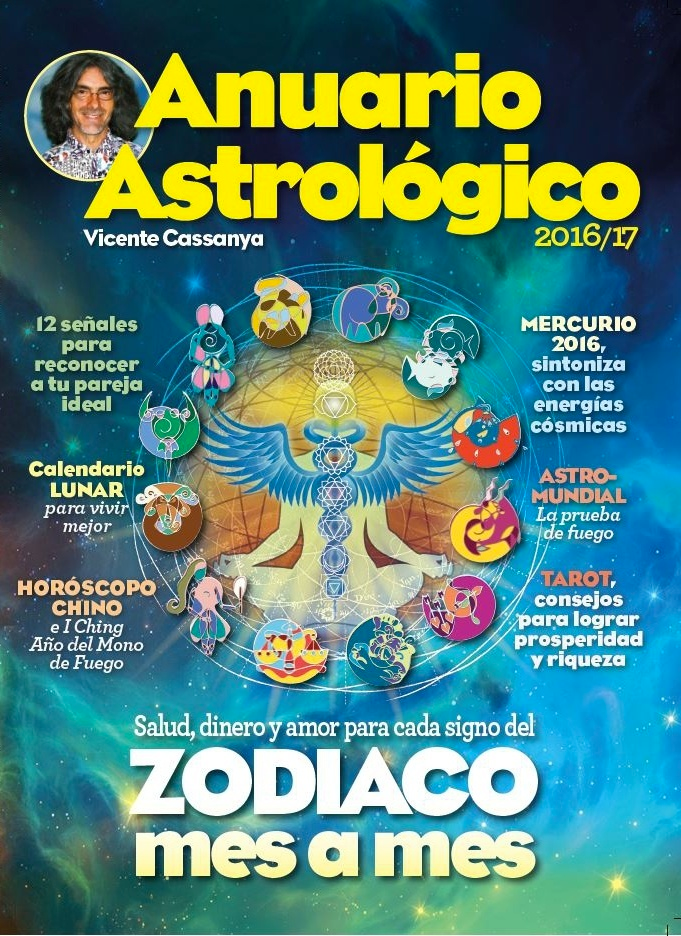 Anuario
Astrológico
Vicente Cassanya
2016/17
12 señales
para
reconocer
a tu pareja
ideal
Calendario
LUNAR
para vivir
mejor
HORÓSCOPO
CHINO
e I Ching
Año del Mono
de Fuego
MERCURIO
2016,
sintoniza
con las
energías
cósmicas
ASTRO-
MUNDIAL
La prueba
de fuego
TAROT,
consejos
para lograr
prosperidad
y riqueza
Salud, dinero y amor para cada signo del
ZODIACO
mes a mes